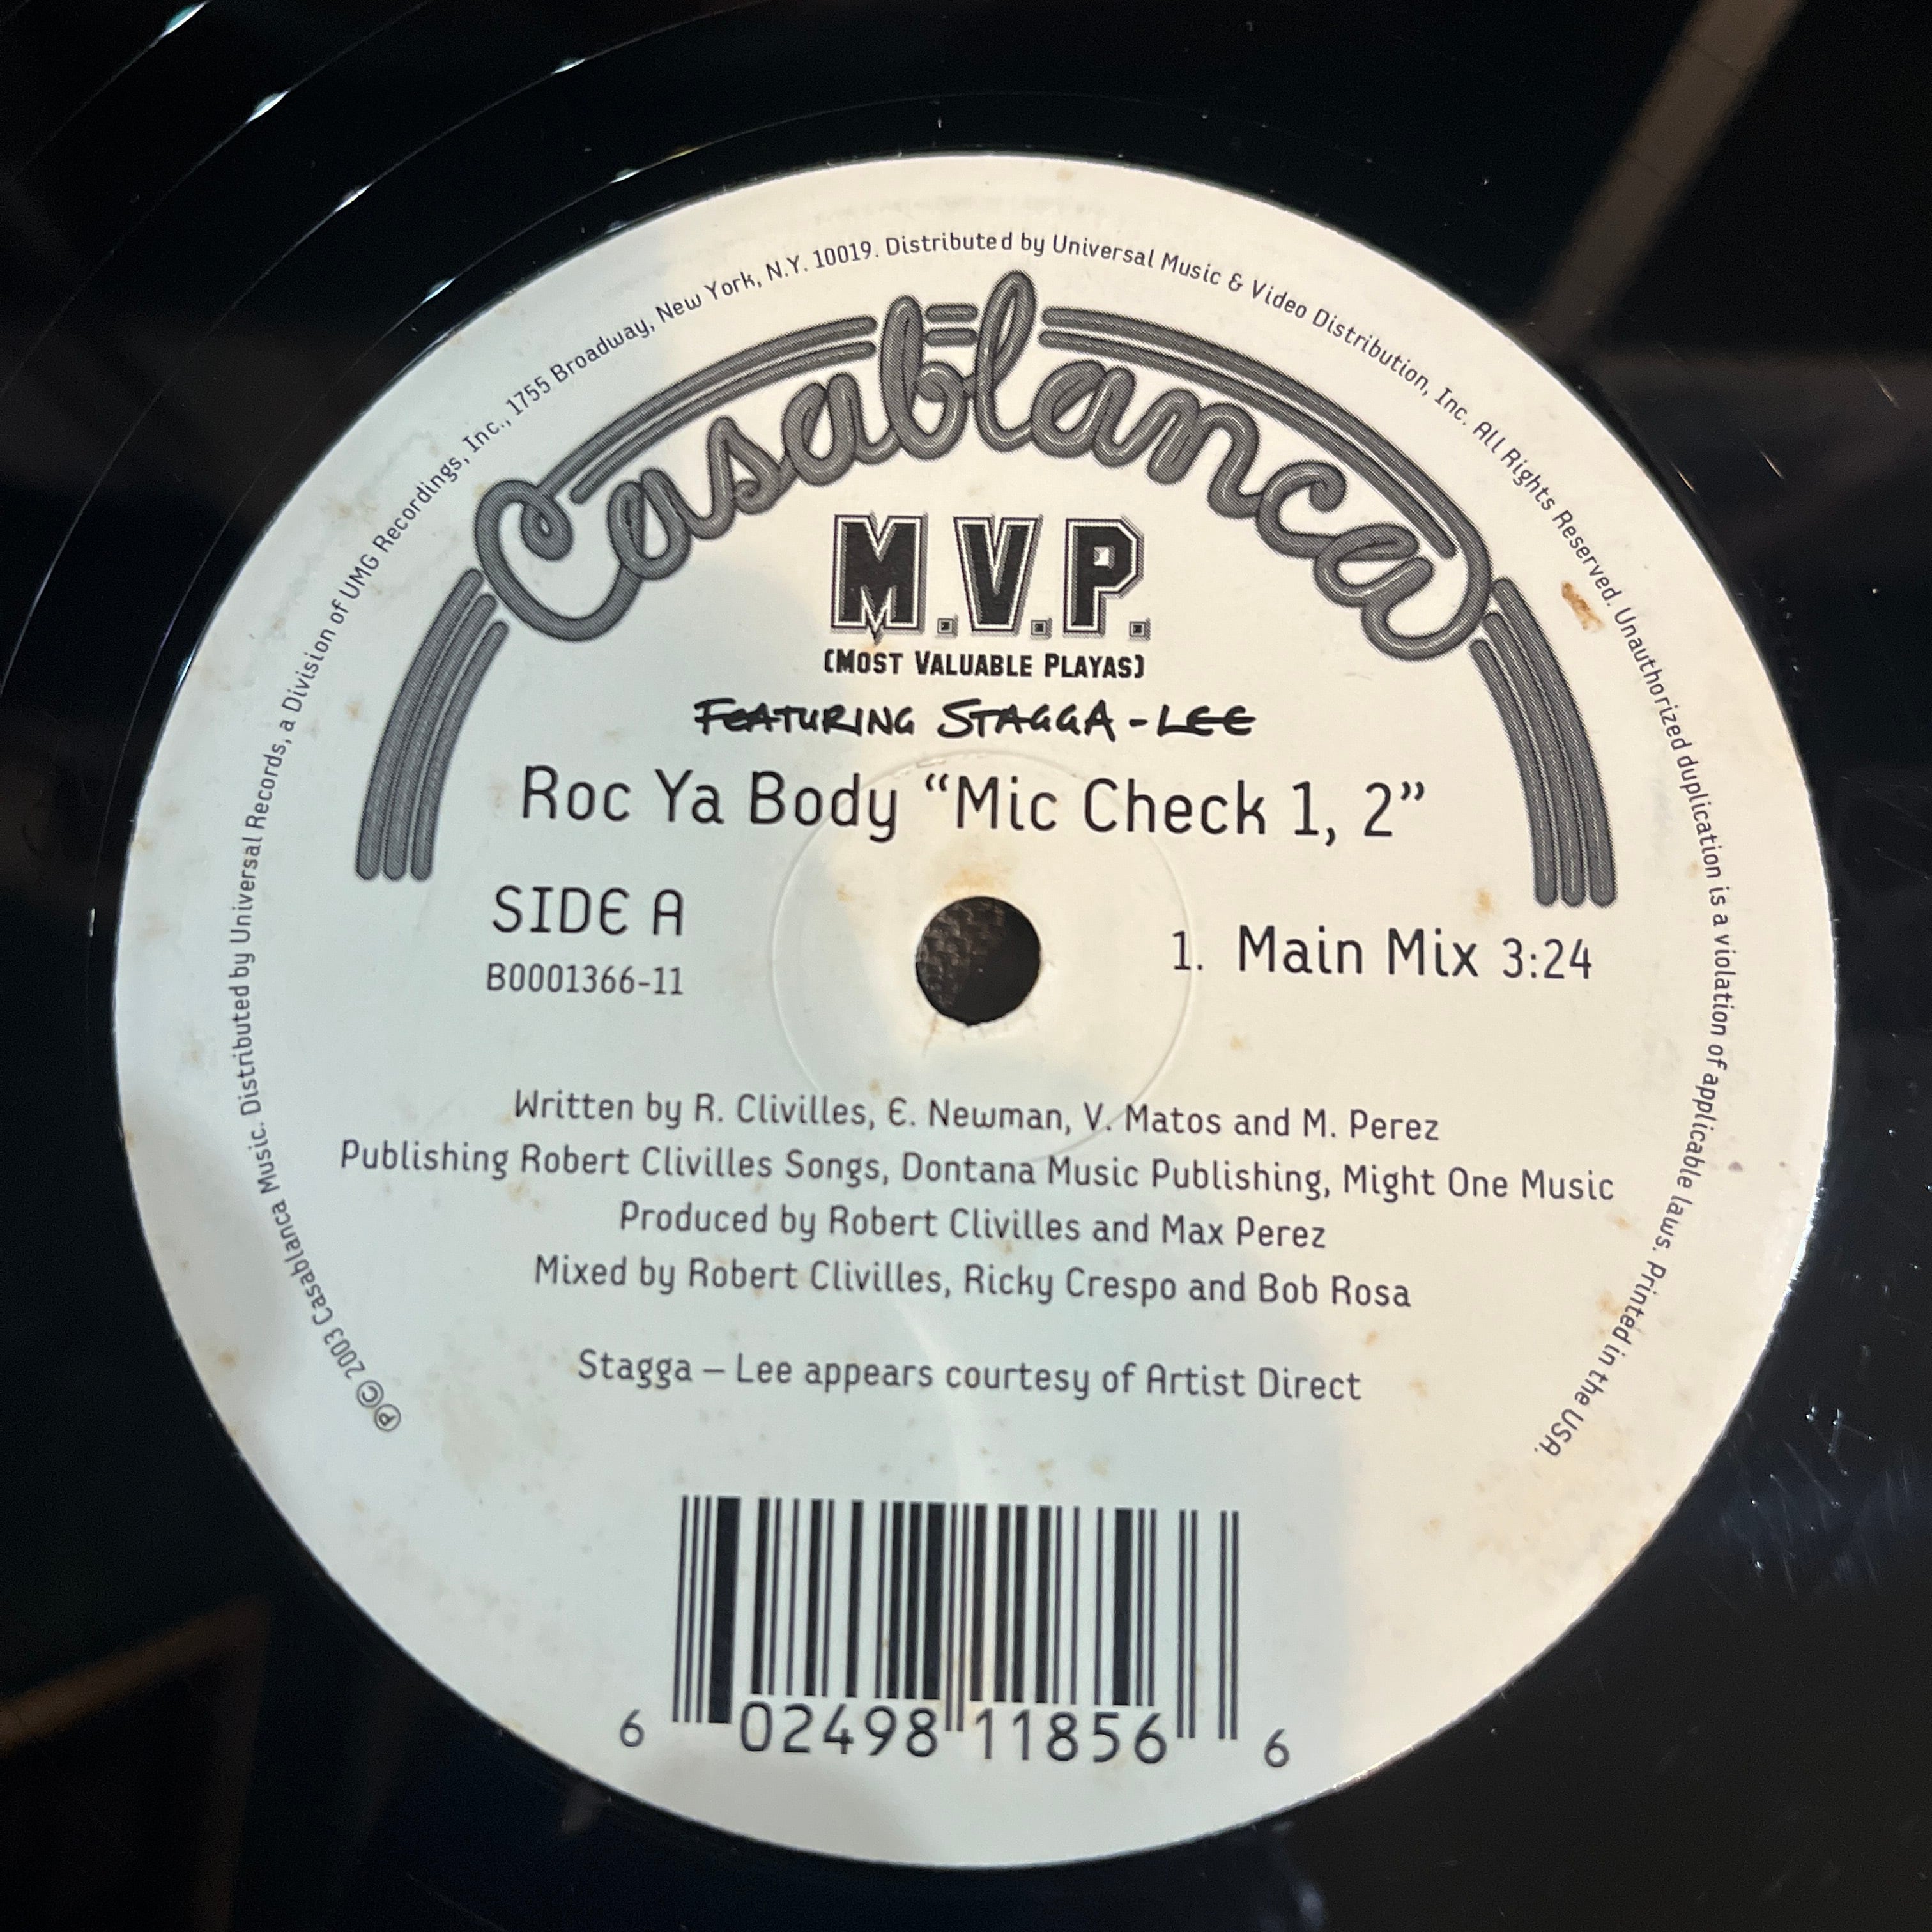 ℗© 2003 Casablanca Music. Distributed by Universal Records, a Division of UMG Recordings, Inc., 1755 Broadway, New York, N.Y. 10019. Distributed by Universal Music & Video Distribution, Inc. All Rights Reserved. Unauthorized duplication is a violation of applicable laws. Printed in the USA.
Casablanca
M.V.P.
(MOST VALUABLE PLAYAS)
FEATURING STAGGA-LEE
Roc Ya Body “Mic Check 1, 2”
SIDE A
B0001366-11
1. Main Mix 3:24
Written by R. Clivilles, E. Newman, V. Matos and M. Perez
Publishing Robert Clivilles Songs, Dontana Music Publishing, Might One Music
Produced by Robert Clivilles and Max Perez
Mixed by Robert Clivilles, Ricky Crespo and Bob Rosa
Stagga – Lee appears courtesy of Artist Direct
6 02498 11856 6